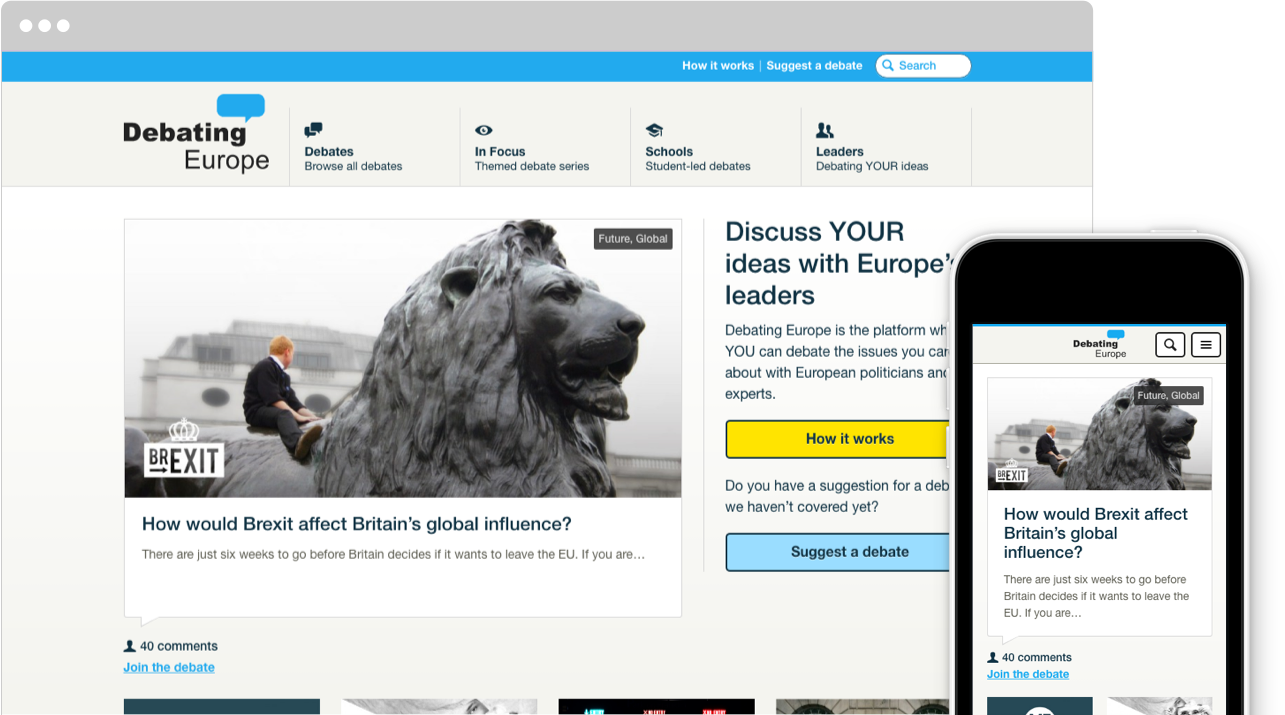 How it works | Suggest a debate
Search
Debating
Europe
Debates
Browse all debates
In Focus
Themed debate series
Schools
Student-led debates
Leaders
Debating YOUR ideas
Future, Global
BREXIT
How would Brexit affect Britain’s global influence?
There are just six weeks to go before Britain decides if it wants to leave the EU. If you are…
40 comments
Join the debate
Discuss YOUR
ideas with Europe’s
leaders
Debating Europe is the platform wh
YOU can debate the issues you car
about with European politicians and
experts.
How it works
Do you have a suggestion for a deb
we haven’t covered yet?
Suggest a debate
Debating
Europe
Future, Global
BREXIT
How would Brexit affect
Britain’s global
influence?
There are just six weeks to go before
Britain decides if it wants to leave the
EU. If you are…
40 comments
Join the debate